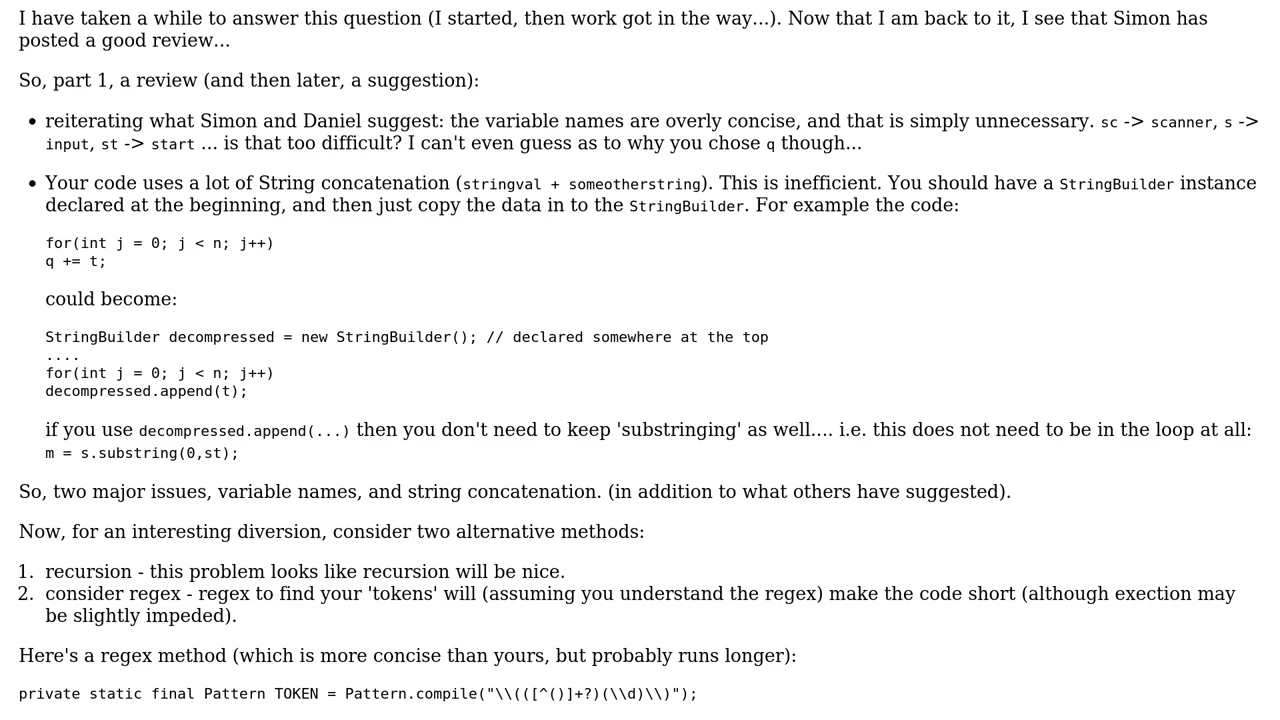 I have taken a while to answer this question (I started, then work got in the way...). Now that I am back to it, I see that Simon has
posted a good review...
So, part 1, a review (and then later, a suggestion):
• reiterating what Simon and Daniel suggest: the variable names are overly concise, and that is simply unnecessary. sc -> scanner, s ->
input, st -> start ... is that too difficult? I can't even guess as to why you chose q though...
• Your code uses a lot of String concatenation (stringval + someotherstring). This is inefficient. You should have a StringBuilder instance
declared at the beginning, and then just copy the data in to the StringBuilder. For example the code:
for(int j = 0; j < n; j++)
q += t;
could become:
StringBuilder decompressed = new StringBuilder(); // declared somewhere at the top
....
for(int j = 0; j < n; j++)
decompressed.append(t);
if you use decompressed.append(...) then you don't need to keep 'substringing' as well.... i.e. this does not need to be in the loop at all:
m = s.substring(0,st);
So, two major issues, variable names, and string concatenation. (in addition to what others have suggested).
Now, for an interesting diversion, consider two alternative methods:
1. recursion - this problem looks like recursion will be nice.
2. consider regex - regex to find your 'tokens' will (assuming you understand the regex) make the code short (although exection may
be slightly impeded).
Here's a regex method (which is more concise than yours, but probably runs longer):
private static final Pattern TOKEN = Pattern.compile("\\(([^()]+?)(\\d)\\)");